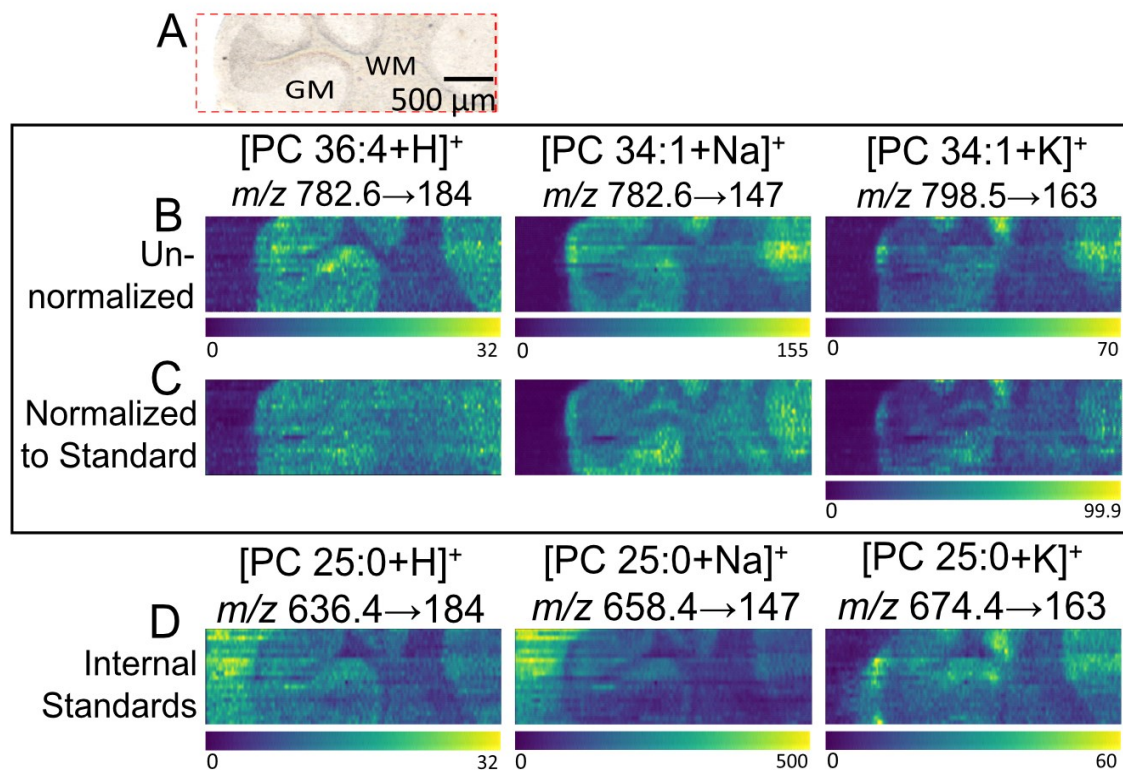 A
GM
WM
500 µm
[PC 36:4+H]⁺ [PC 34:1+Na]⁺ [PC 34:1+K]⁺
m/z 782.6→184 m/z 782.6→147 m/z 798.5→163
B
Un-
normalized
0 32 0 155 0 70
C
Normalized
to Standard
0 99.9
[PC 25:0+H]⁺ [PC 25:0+Na]⁺ [PC 25:0+K]⁺
m/z 636.4→184 m/z 658.4→147 m/z 674.4→163
D
Internal
Standards
0 32 0 500 0 60